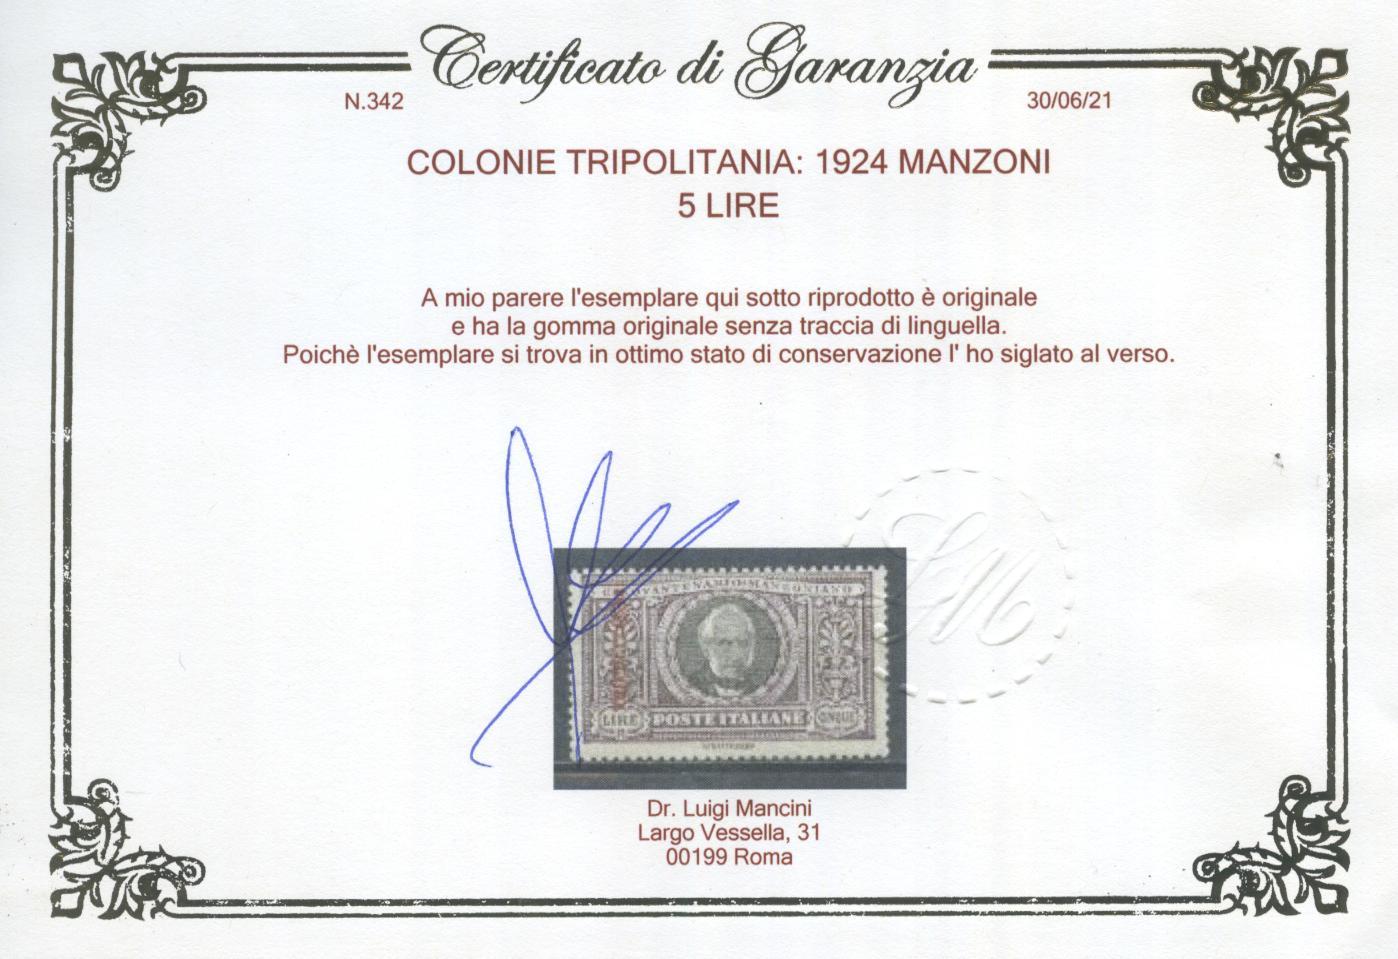 Certificato di Garanzia
N.342
30/06/21
COLONIE TRIPOLITANIA: 1924 MANZONI
5 LIRE
A mio parere l'esemplare qui sotto riprodotto è originale
e ha la gomma originale senza traccia di linguella.
Poichè l'esemplare si trova in ottimo stato di conservazione l' ho siglato al verso.
LM
MANZONIANO
LIRE
POSTE ITALIANE
CINQUE
Dr. Luigi Mancini
Largo Vessella, 31
00199 Roma